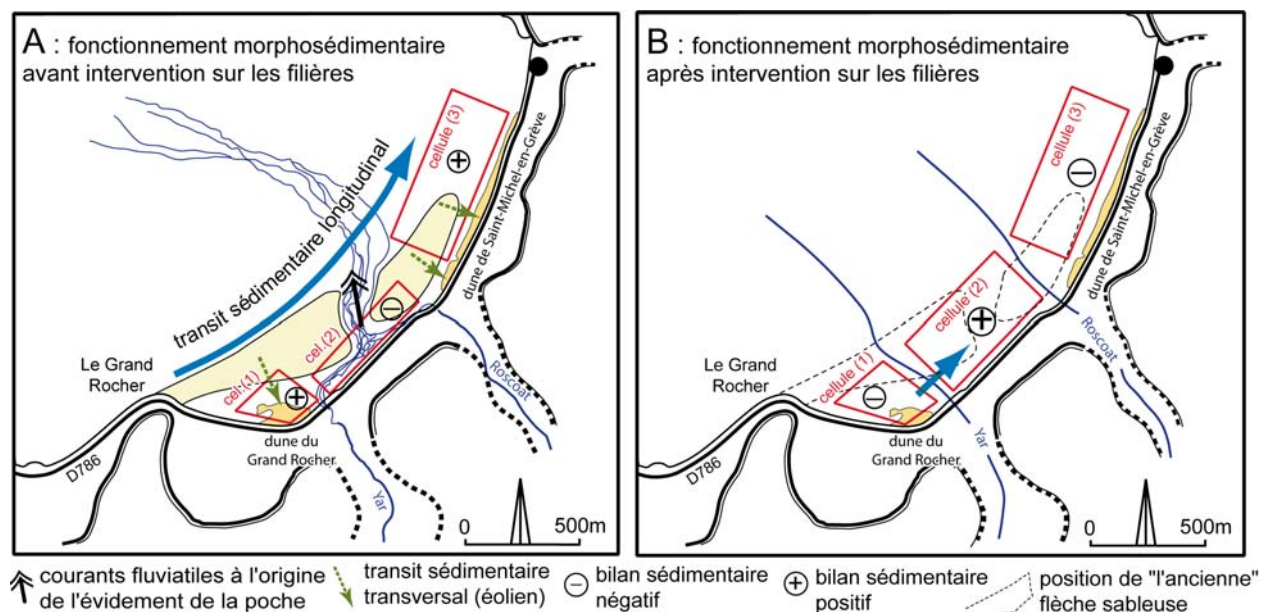 A : fonctionnement morphosédimentaire
avant intervention sur les filières
transit sédimentaire longitudinal
cellule (3)
dune de Saint-Michel-en-Grève
Le Grand
Rocher
cel.(1)
cel.(2)
Roscoat
dune du
Grand Rocher
D786
Yar
0 500m
B : fonctionnement morphosédimentaire
après intervention sur les filières
cellule (3)
dune de Saint-Michel-en-Grève
cellule (2)
Roscoat
Le Grand
Rocher
cellule (1)
dune du
Grand Rocher
Yar
D786
0 500m
courants fluviatiles à l'origine
de l'évidement de la poche
transit sédimentaire
transversal (éolien)
bilan sédimentaire
négatif
bilan sédimentaire
positif
position de "l'ancienne"
flèche sableuse